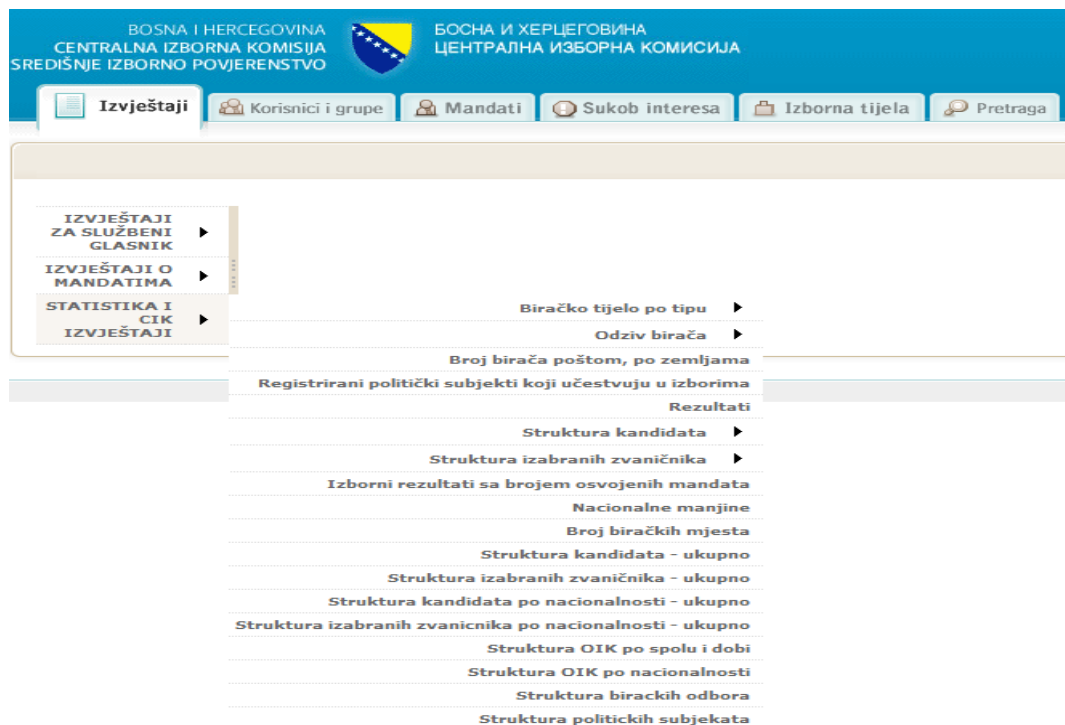 BOSNA I HERCEGOVINA
CENTRALNA IZBORNA KOMISIJA
SREDIŠNJE IZBORNO POVJERENSTVO
БОСНА И ХЕРЦЕГОВИНА
ЦЕНТРАЛНА ИЗБОРНА КОМИСИЈА
Izvještaji
Korisnici i grupe
Mandati
Sukob interesa
Izborna tijela
Pretraga
IZVJEŠTAJI
ZA SLUŽBENI
GLASNIK
IZVJEŠTAJI O
MANDATIMA
STATISTIKA I
CIK
IZVJEŠTAJI
Biračko tijelo po tipu
Odziv birača
Broj birača poštom, po zemljama
Registrirani politički subjekti koji učestvuju u izborima
Rezultati
Struktura kandidata
Struktura izabranih zvaničnika
Izborni rezultati sa brojem osvojenih mandata
Nacionalne manjine
Broj biračkih mjesta
Struktura kandidata - ukupno
Struktura izabranih zvaničnika - ukupno
Struktura kandidata po nacionalnosti - ukupno
Struktura izabranih zvanicnika po nacionalnosti - ukupno
Struktura OIK po spolu i dobi
Struktura OIK po nacionalnosti
Struktura birackih odbora
Struktura politickih subjekata